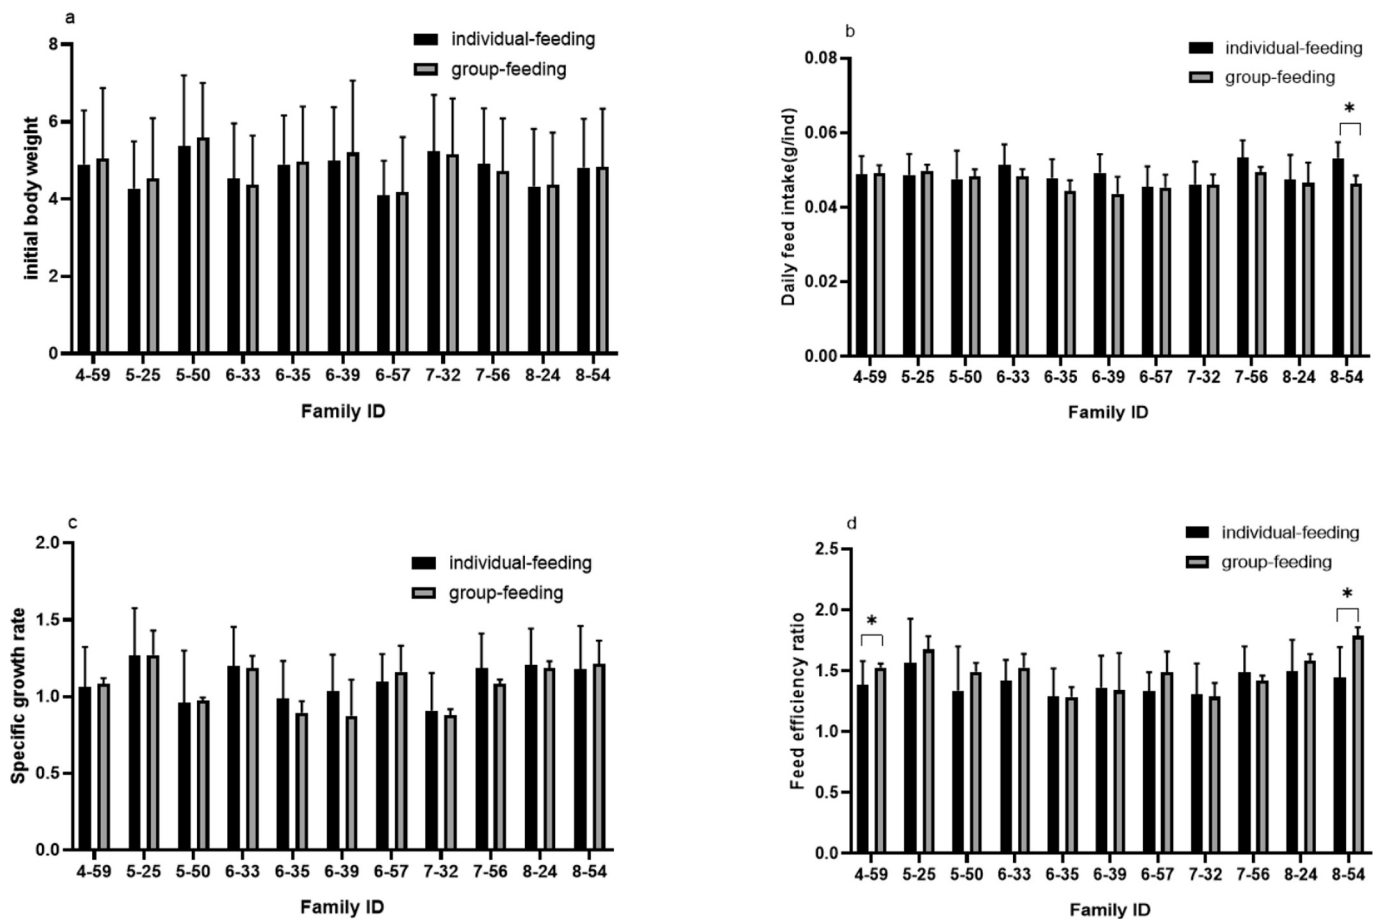 a
individual-feeding
group-feeding
8
6
4
2
0
initial body weight
4-59 5-25 5-50 6-33 6-35 6-39 6-57 7-32 7-56 8-24 8-54
Family ID
b
individual-feeding
group-feeding
*
0.08
0.06
0.04
0.02
0.00
Daily feed intake(g/ind)
4-59 5-25 5-50 6-33 6-35 6-39 6-57 7-32 7-56 8-24 8-54
Family ID
c
individual-feeding
group-feeding
2.0
1.5
1.0
0.5
0.0
Specific growth rate
4-59 5-25 5-50 6-33 6-35 6-39 6-57 7-32 7-56 8-24 8-54
Family ID
d
individual-feeding
group-feeding
*
*
2.5
2.0
1.5
1.0
0.5
0.0
Feed efficiency ratio
4-59 5-25 5-50 6-33 6-35 6-39 6-57 7-32 7-56 8-24 8-54
Family ID